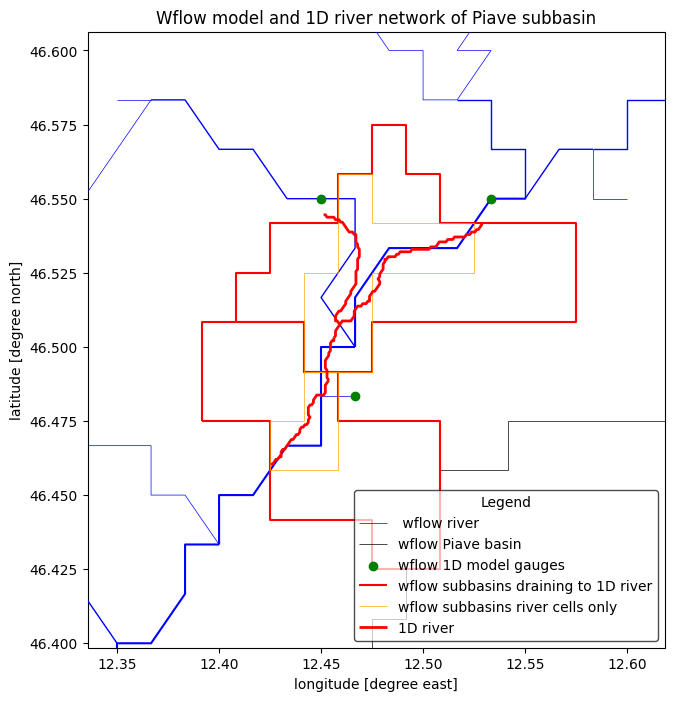 Wflow model and 1D river network of Piave subbasin
latitude [degree north]
46.600
46.575
46.550
46.525
46.500
46.475
46.450
46.425
46.400
Legend
wflow river
wflow Piave basin
wflow 1D model gauges
wflow subbasins draining to 1D river
wflow subbasins river cells only
1D river
12.35 12.40 12.45 12.50 12.55 12.60
longitude [degree east]